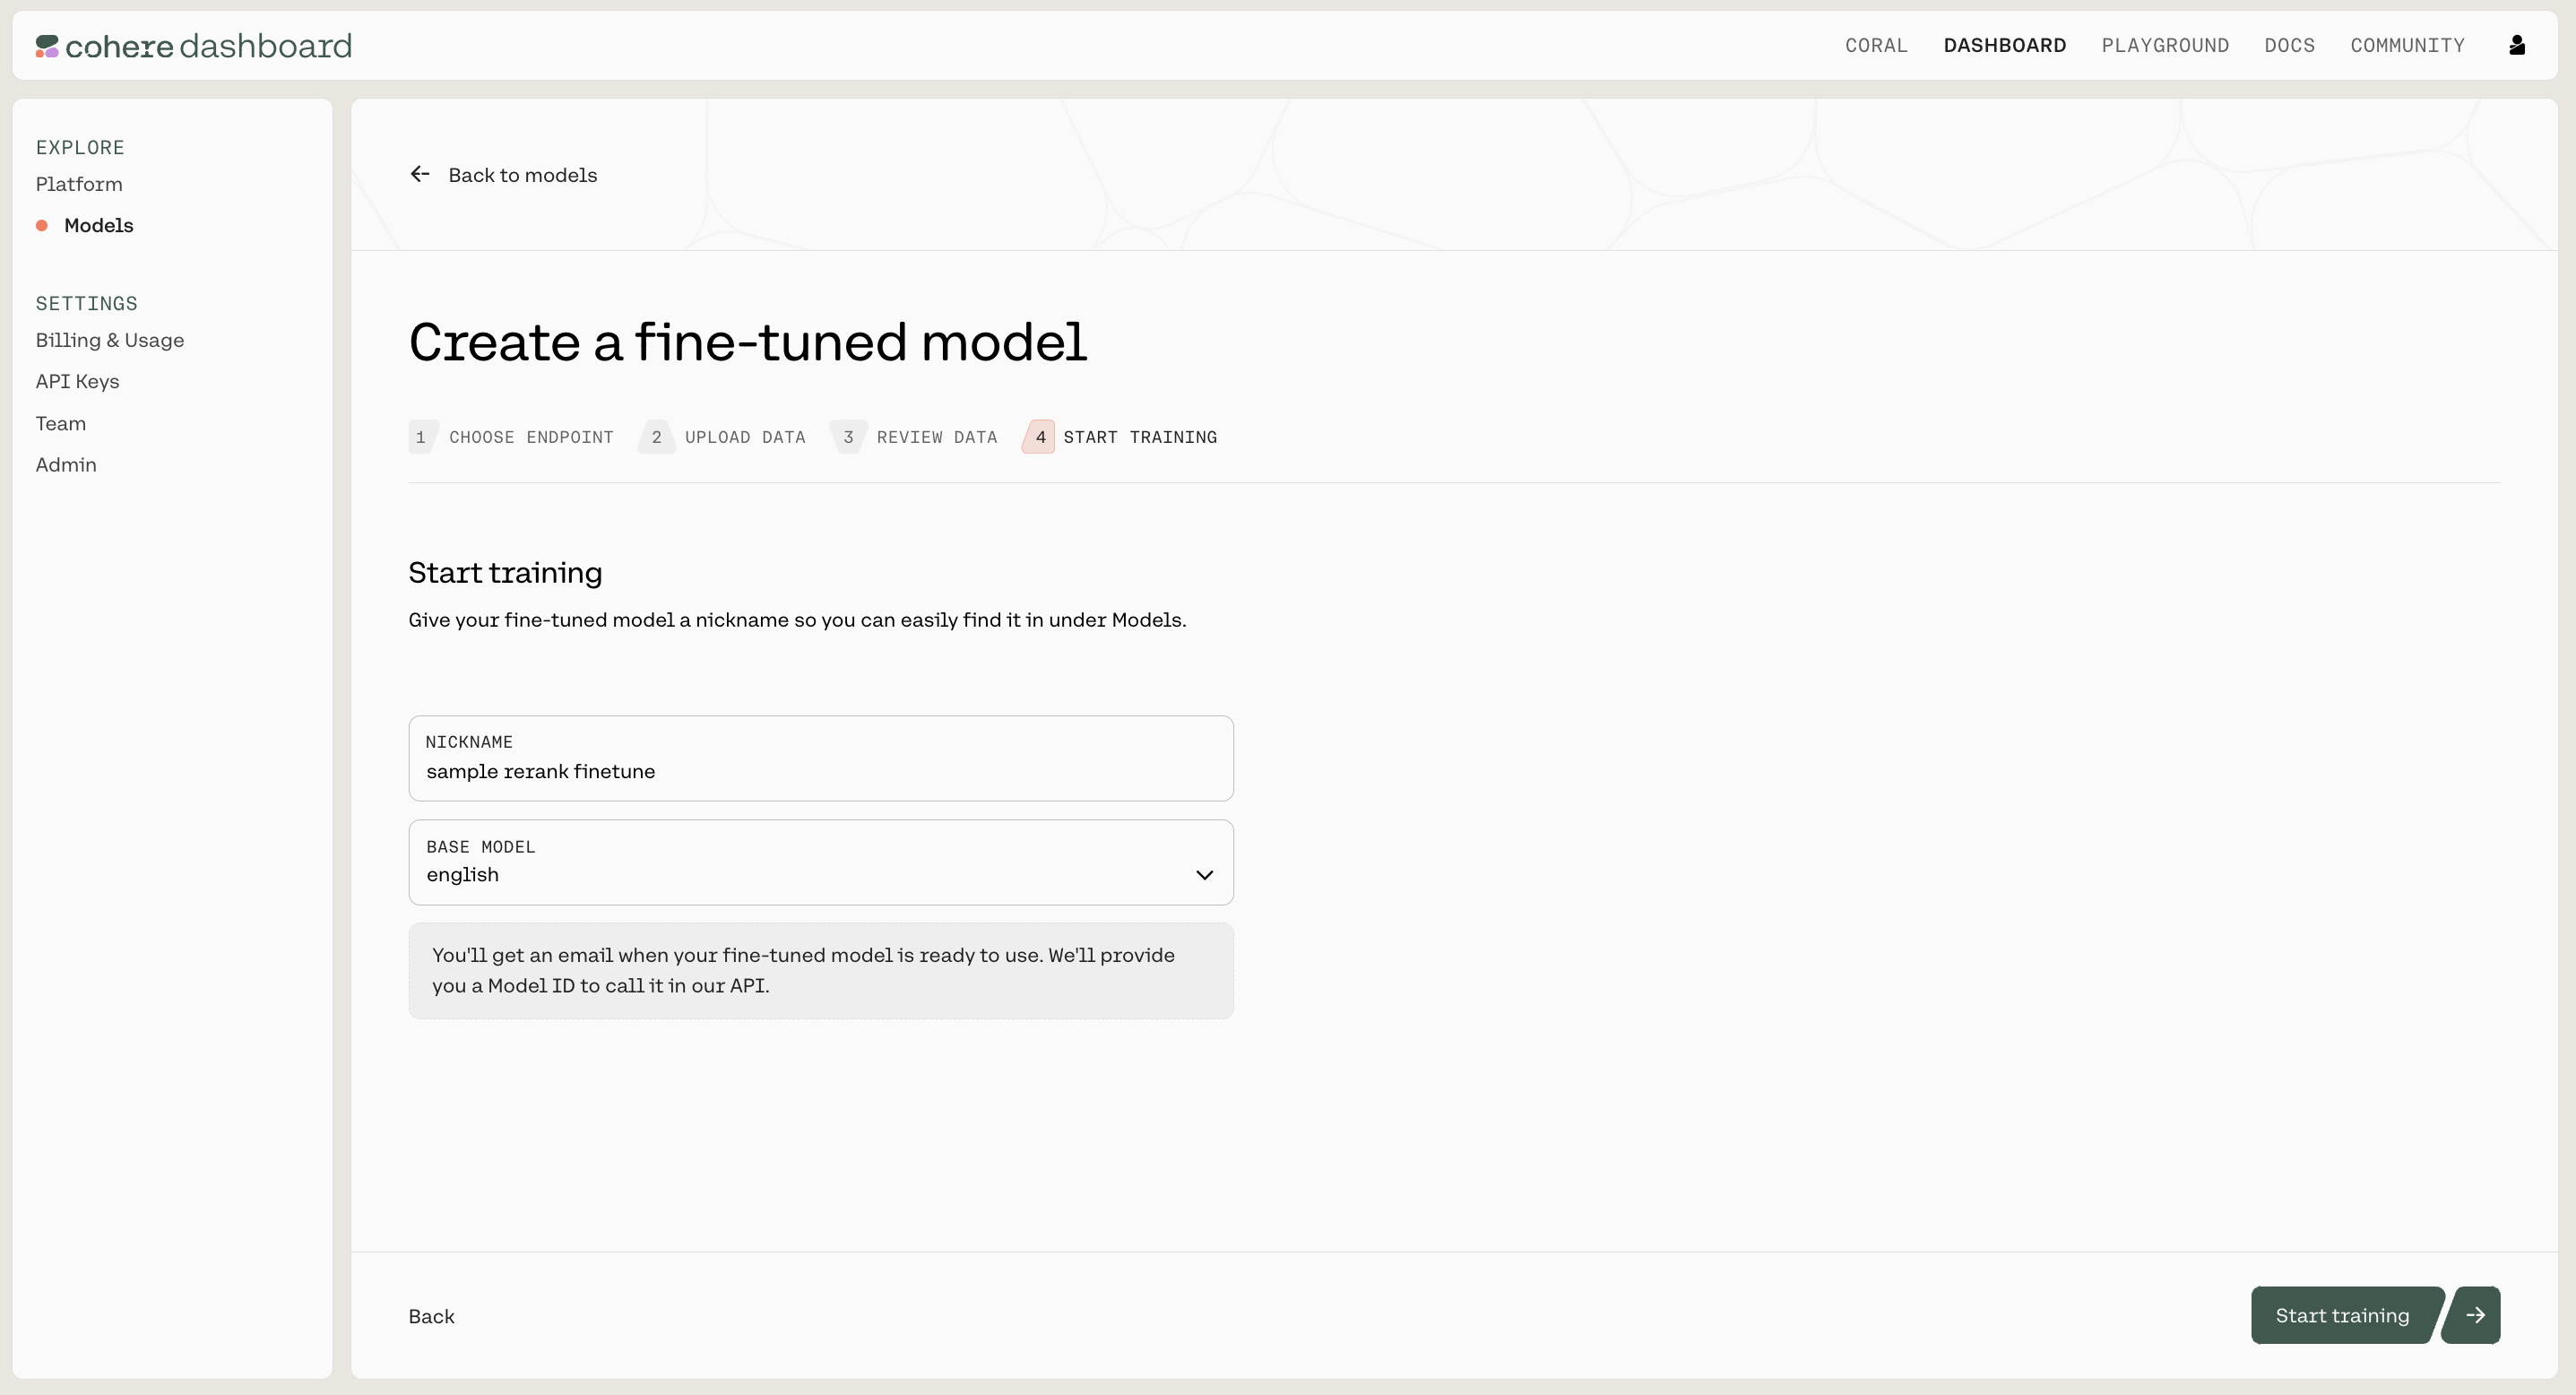 cohere dashboard
CORAL DASHBOARD PLAYGROUND DOCS COMMUNITY
EXPLORE
Platform
Models
SETTINGS
Billing & Usage
API Keys
Team
Admin
Back to models
Create a fine-tuned model
1 CHOOSE ENDPOINT 2 UPLOAD DATA 3 REVIEW DATA 4 START TRAINING
Start training
Give your fine-tuned model a nickname so you can easily find it in under Models.
NICKNAME
sample rerank finetune
BASE MODEL
english
You'll get an email when your fine-tuned model is ready to use. We'll provide
you a Model ID to call it in our API.
Back
Start training